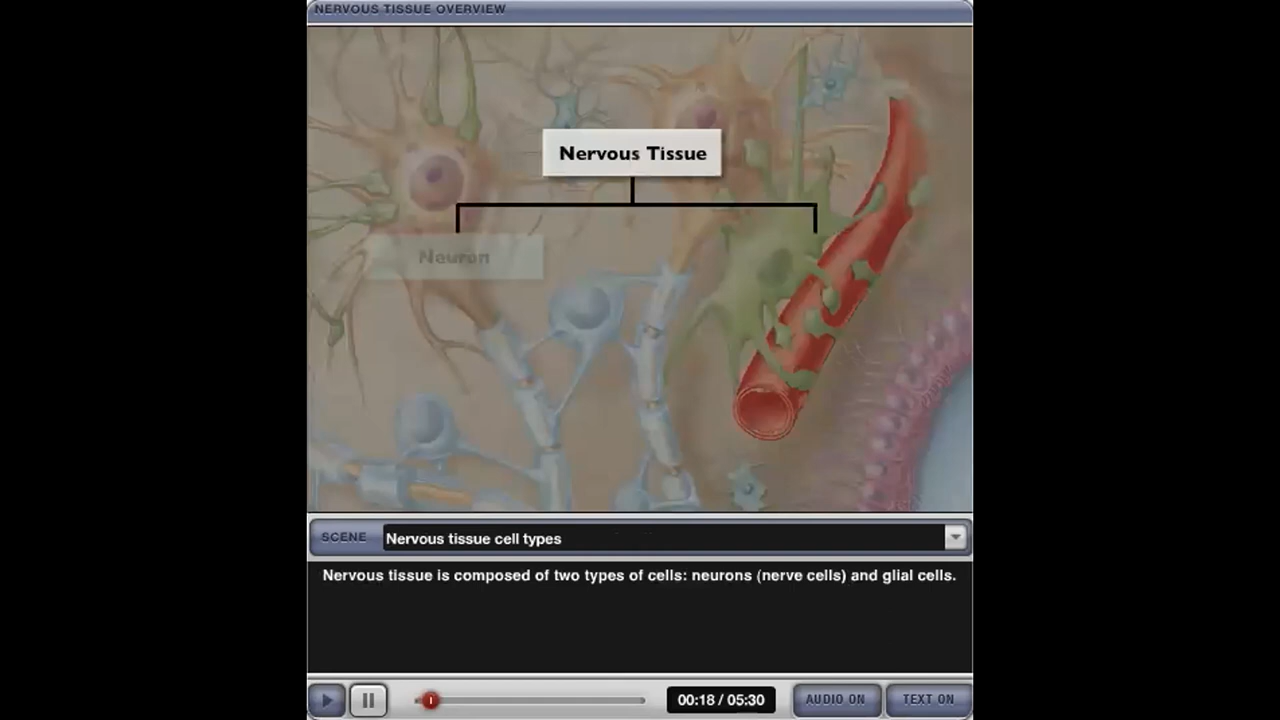 NERVOUS TISSUE OVERVIEW
Nervous Tissue
Neuron
SCENE
Nervous tissue cell types
Nervous tissue is composed of two types of cells: neurons (nerve cells) and glial cells.
00:18 / 05:30
AUDIO ON
TEXT ON